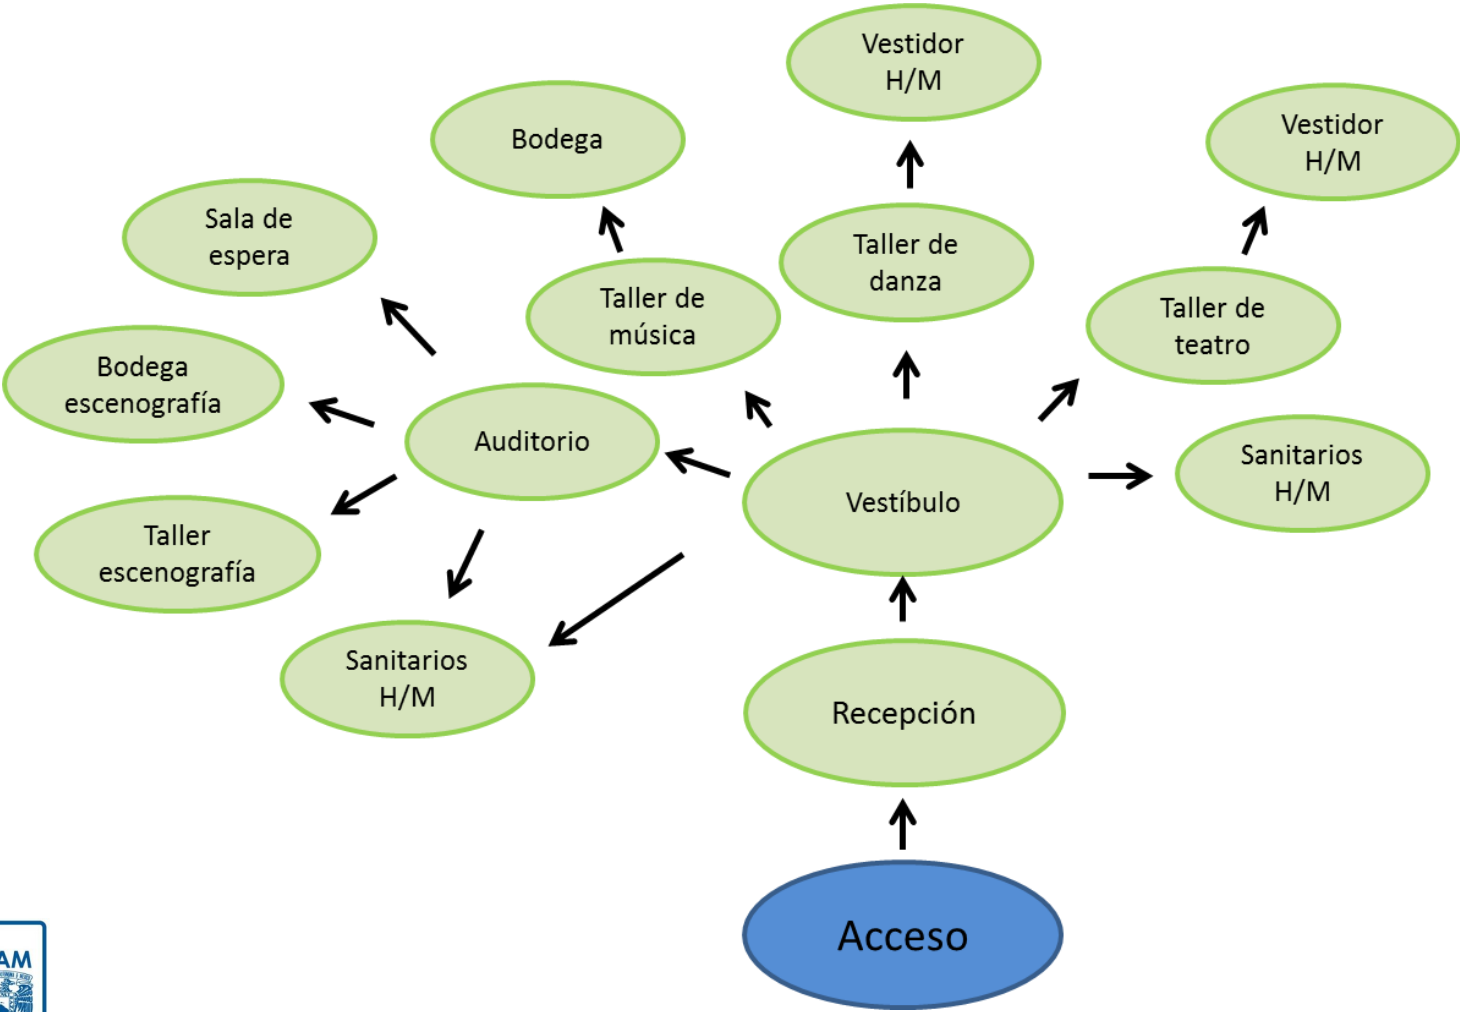 Vestidor
H/M
Bodega
Vestidor
H/M
Sala de
espera
Taller de
danza
Taller de
música
Taller de
teatro
Bodega
escenografía
Auditorio
Sanitarios
H/M
Vestíbulo
Taller
escenografía
Sanitarios
H/M
Recepción
Acceso
AM